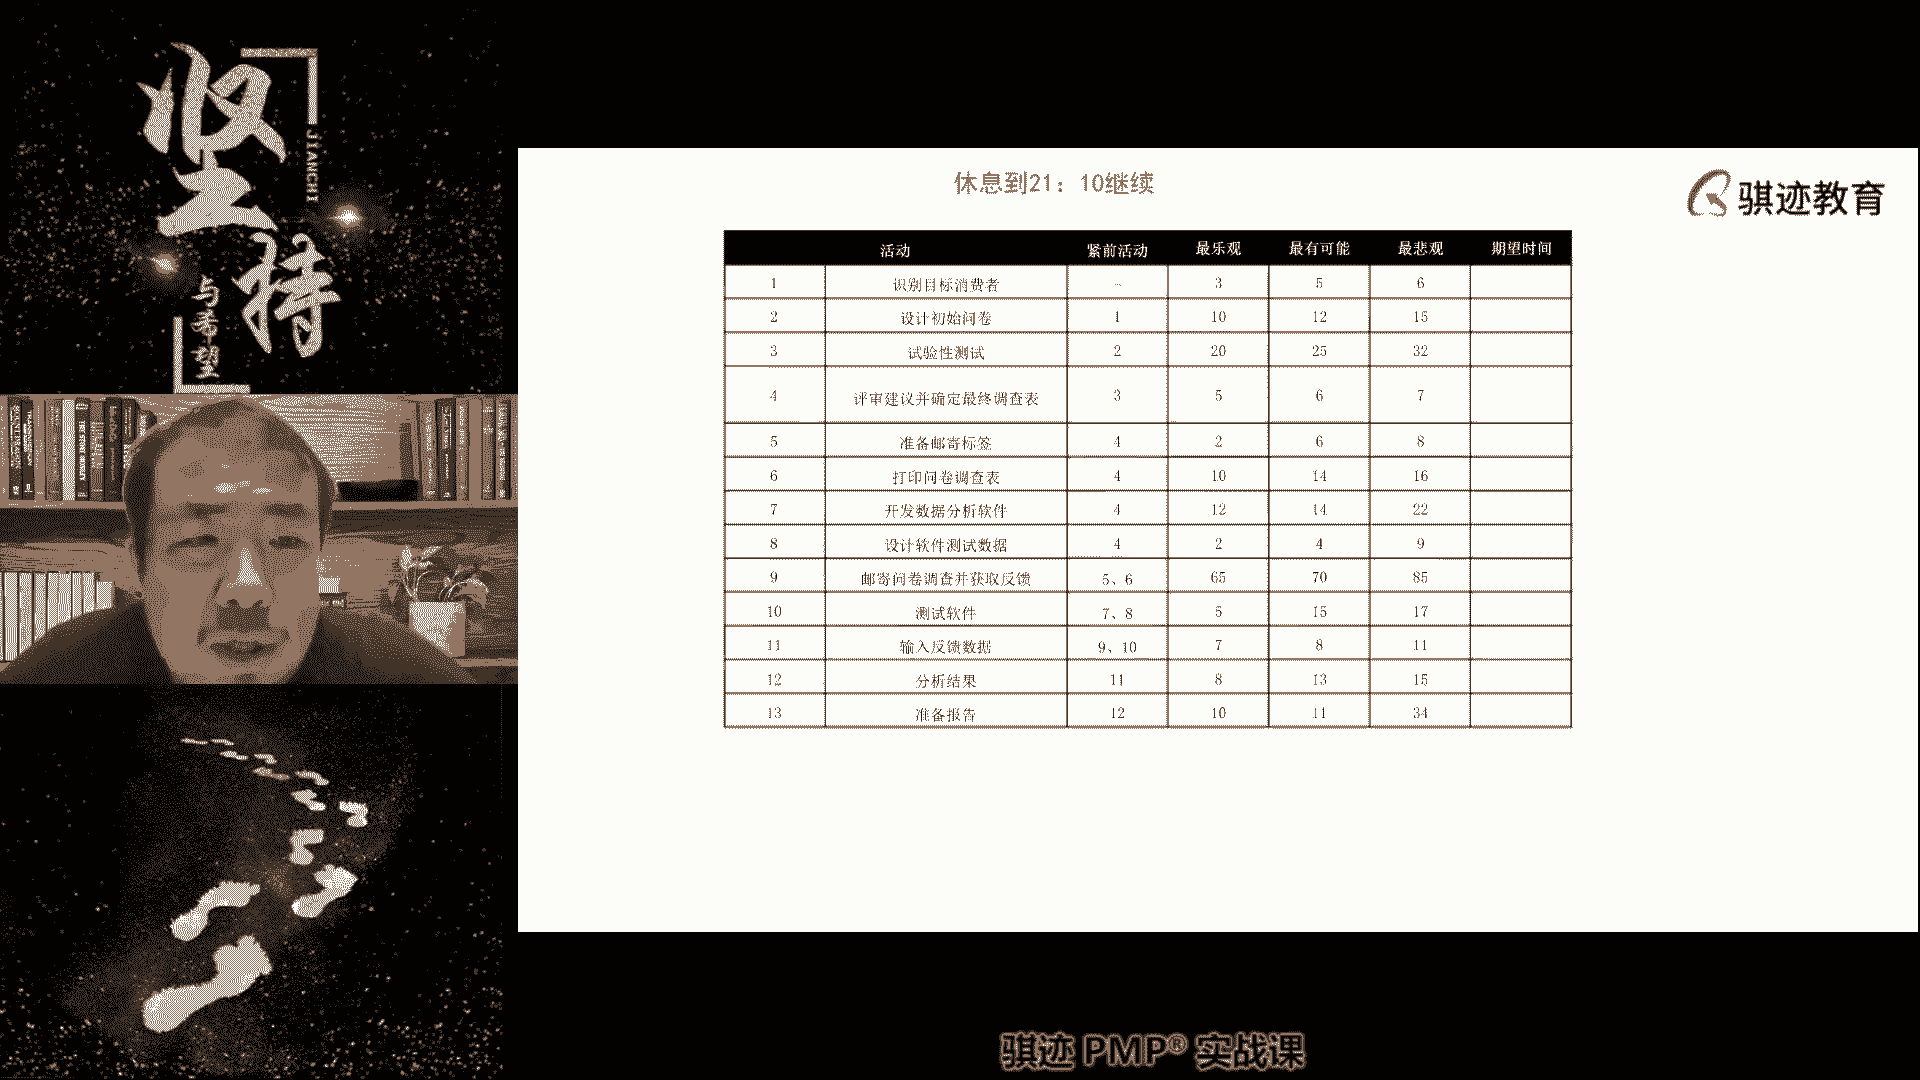 坚持
JIANCHI
与希望
休息到21：10继续
骐迹教育
活动 紧前活动 最乐观 最有可能 最悲观 期望时间
1 识别目标消费者 - 3 5 6
2 设计初始问卷 1 10 12 15
3 试验性测试 2 20 25 32
4 评审建议并确定最终调查表 3 5 6 7
5 准备邮寄标签 4 2 6 8
6 打印问卷调查表 4 10 14 16
7 开发数据分析软件 4 12 14 22
8 设计软件测试数据 4 2 4 9
9 邮寄问卷调查并获取反馈 5、6 65 70 85
10 测试软件 7、8 5 15 17
11 输入反馈数据 9、10 7 8 11
12 分析结果 11 8 13 15
13 准备报告 12 10 11 34
骐迹 PMP® 实战课